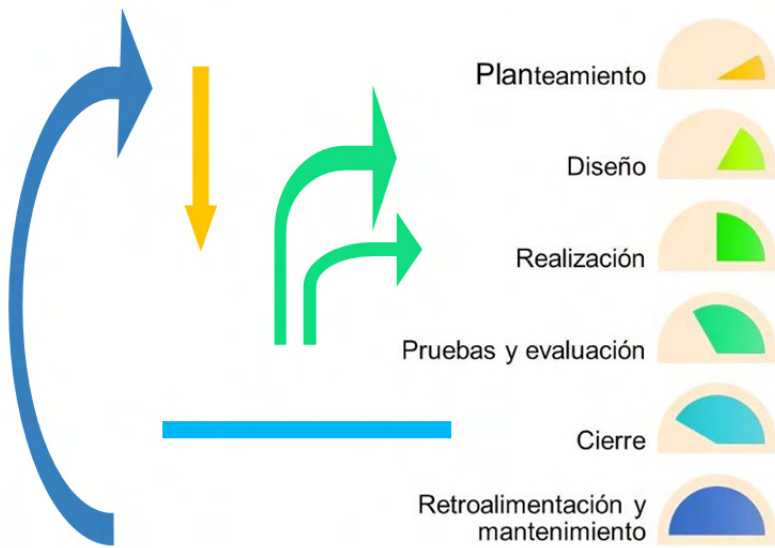 Planteamiento
Diseño
Realización
Pruebas y evaluación
Cierre
Retroalimentación y
mantenimiento